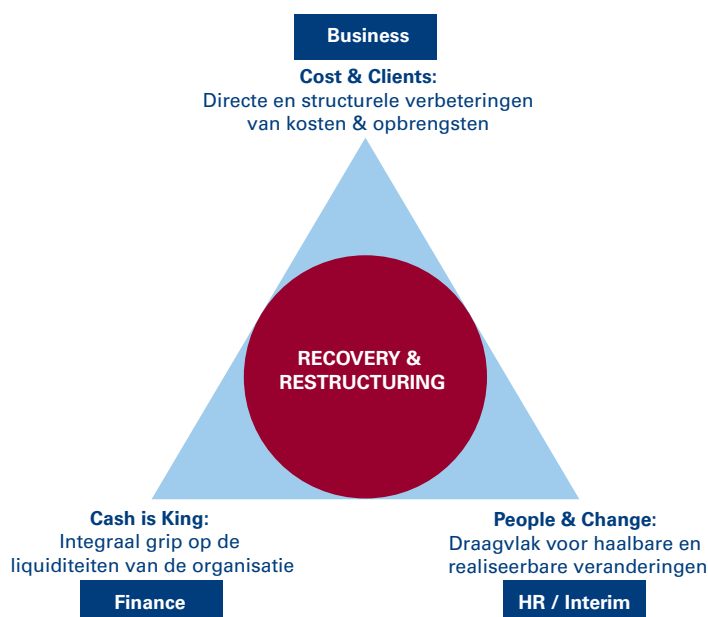 Business
Cost & Clients:
Directe en structurele verbeteringen
van kosten & opbrengsten
RECOVERY &
RESTRUCTURING
Cash is King:
Integraal grip op de
liquiditeiten van de organisatie
Finance
People & Change:
Draagvlak voor haalbare en
realiseerbare veranderingen
HR / Interim